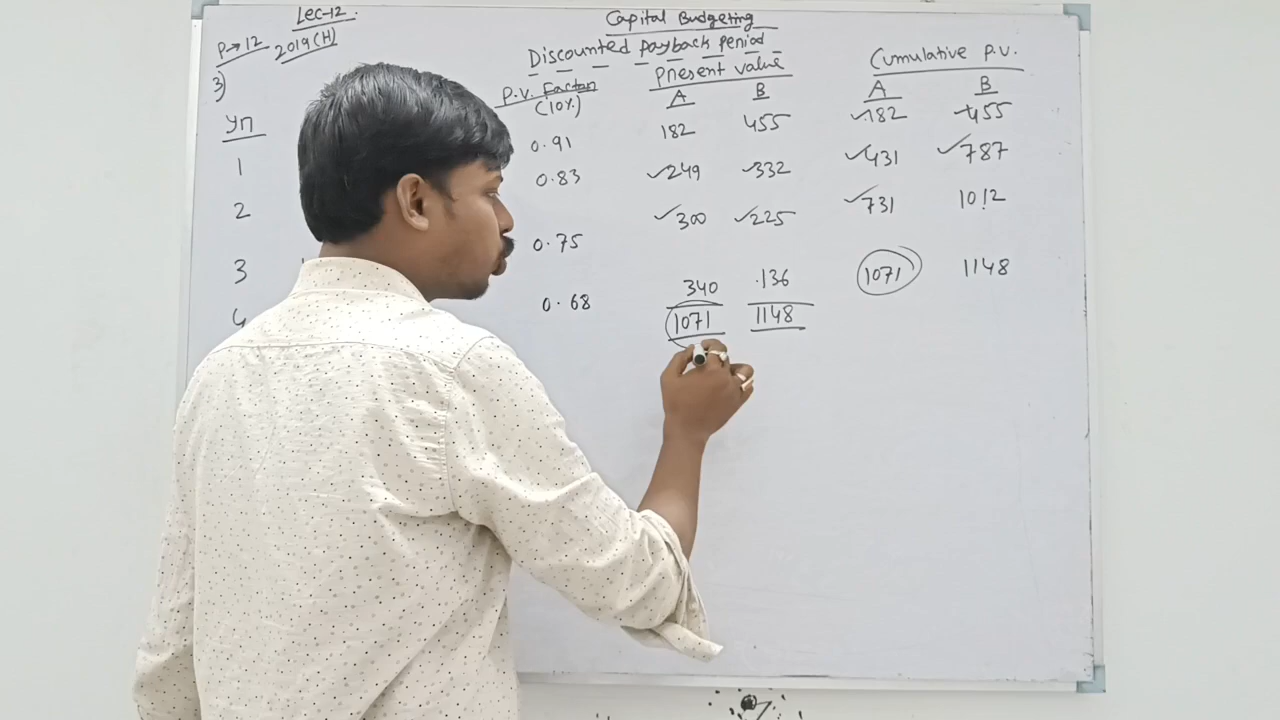 Lec-12.
Capital Budgeting
P→12
2019(H)
Discounted payback period
3)
P.V. Factor
(10%)
Present value
Cumulative P.V.
A B
A B
Yr
1 0.91 182 455 ✓182 ✓455
2 0.83 ✓249 ✓332 ✓431 ✓787
3 0.75 ✓300 ✓225 ✓731 1012
4 0.68 340 136 1071 1148
1071 1148